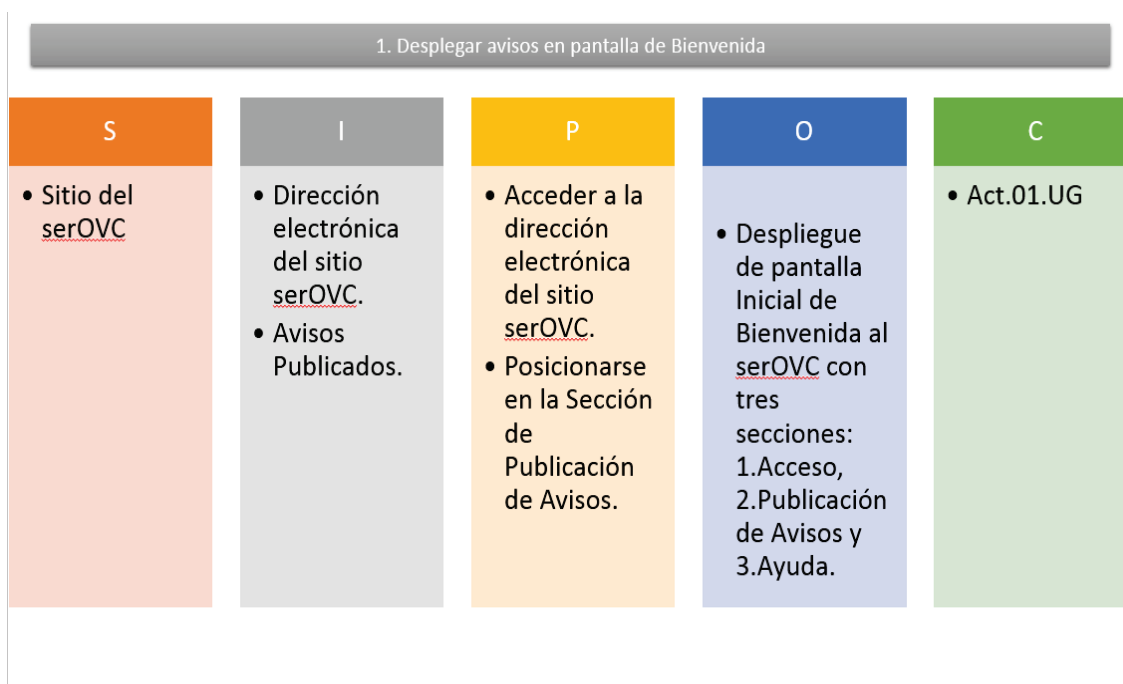 1. Desplegar avisos en pantalla de Bienvenida
S
• Sitio del
serOVC
I
• Dirección
electrónica
del sitio
serOVC.
• Avisos
Publicados.
P
• Acceder a la
dirección
electrónica
del sitio
serOVC.
• Posicionarse
en la Sección
de
Publicación
de Avisos.
O
• Despliegue
de pantalla
Inicial de
Bienvenida al
serOVC con
tres
secciones:
1.Acceso,
2.Publicación
de Avisos y
3.Ayuda.
C
• Act.01.UG